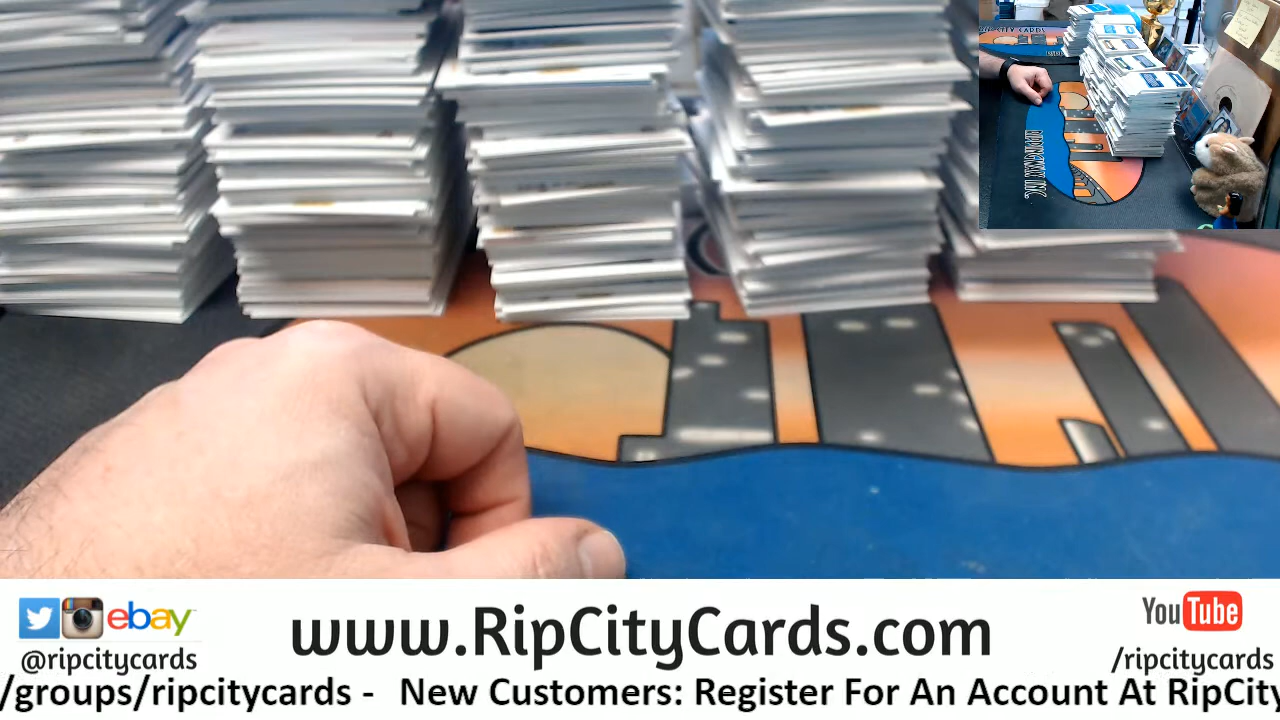 ebay
www.RipCityCards.com
YouTube
@ripcitycards
/ripcitycards
/groups/ripcitycards - New Customers: Register For An Account At RipCity